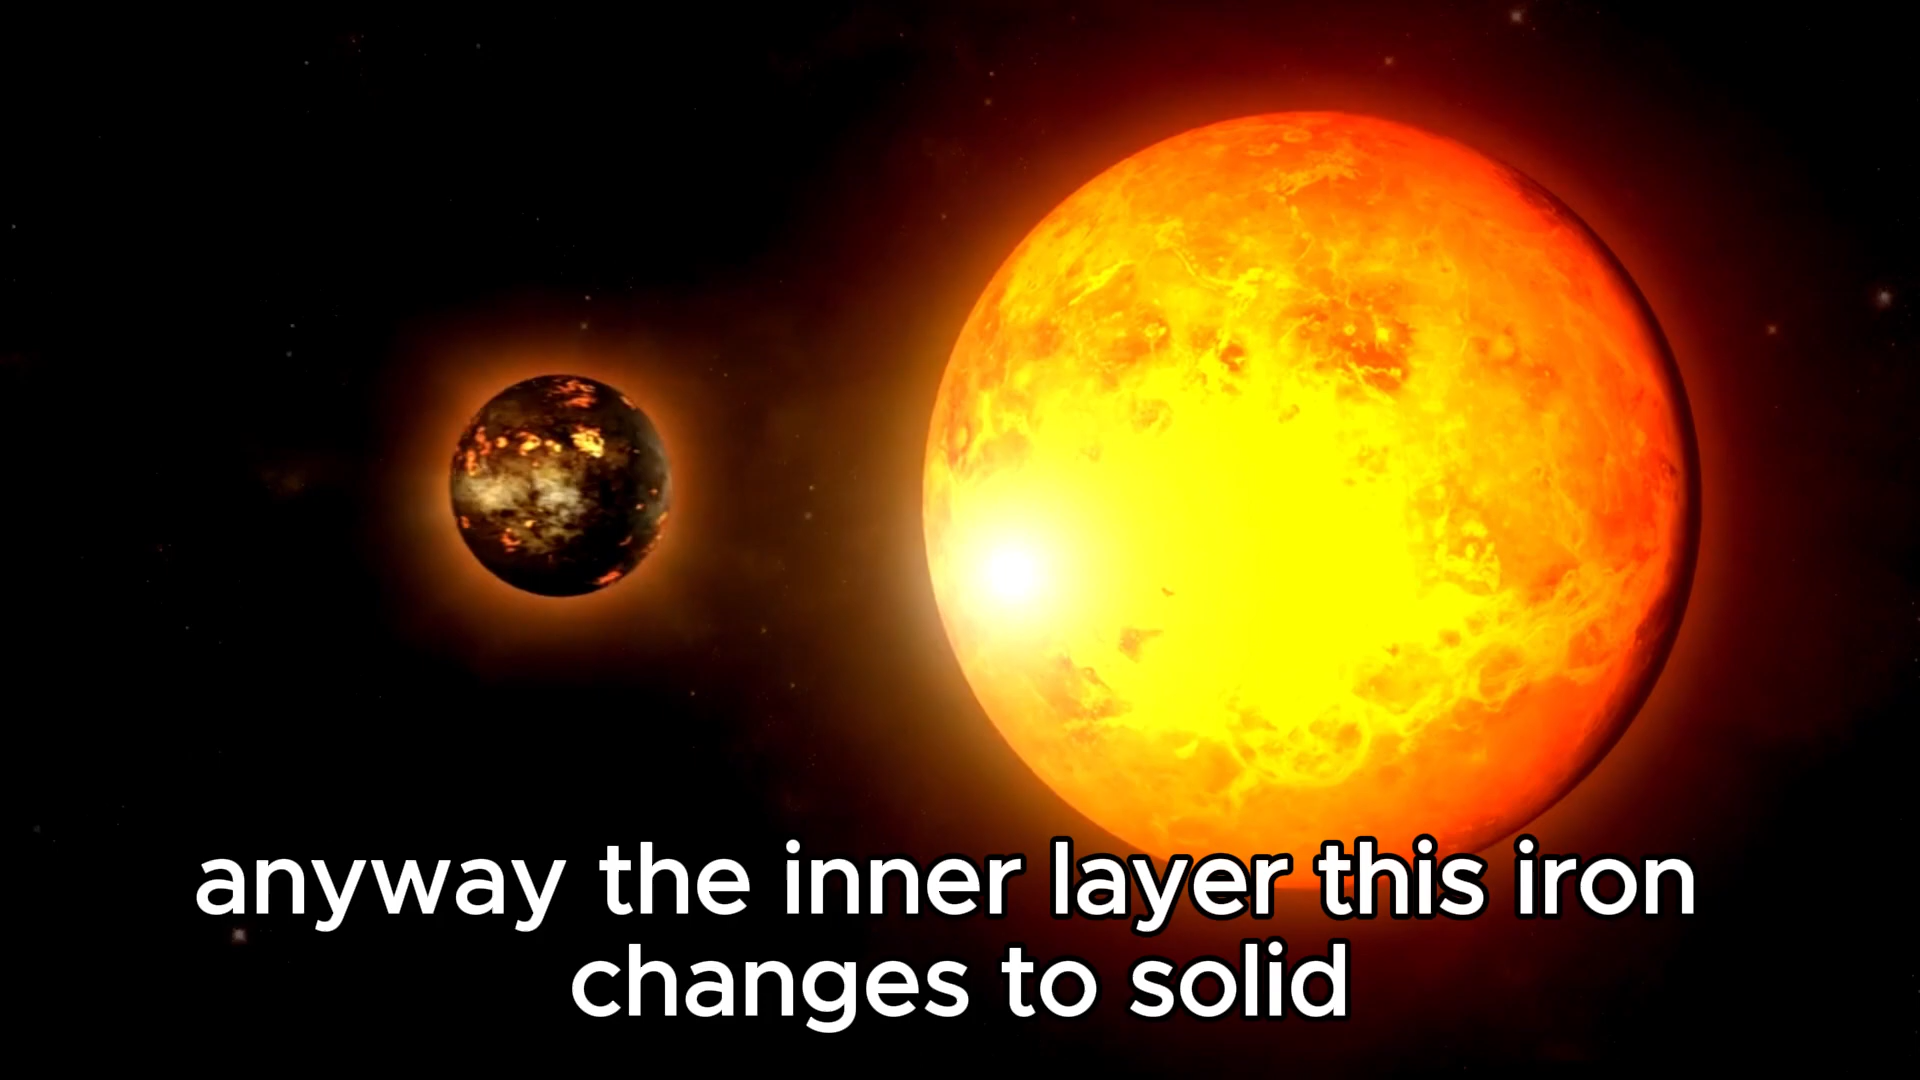 anyway the inner layer this iron
changes to solid